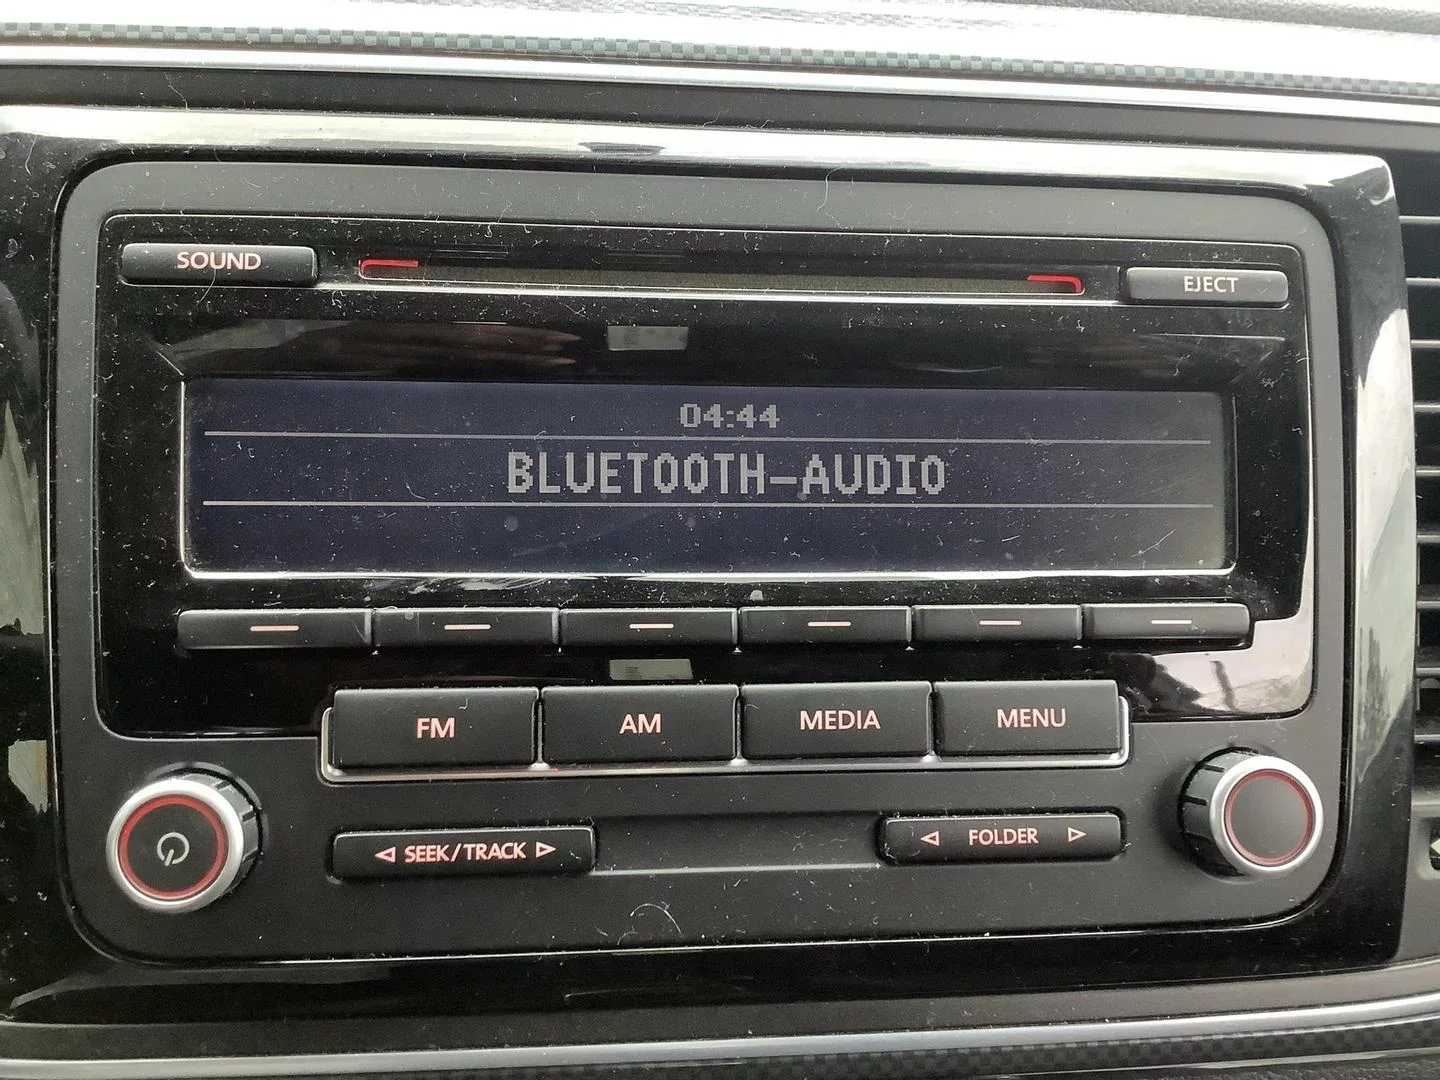 SOUND
EJECT
04:44
BLUETOOTH-AUDIO
FM
AM
MEDIA
MENU
SEEK/TRACK
FOLDER